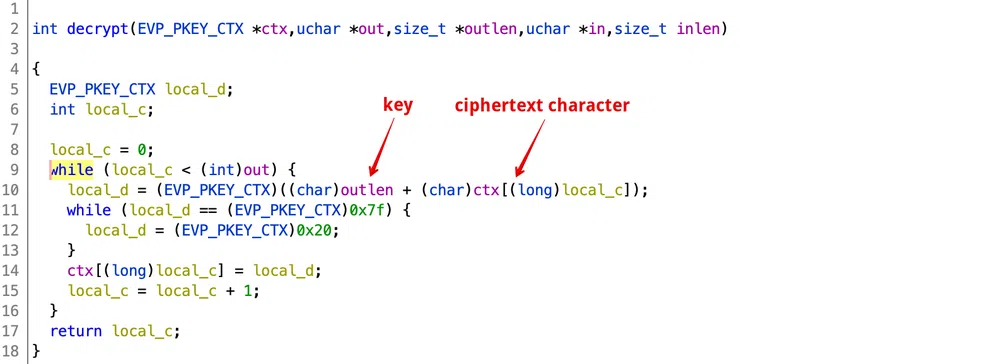 1
2 int decrypt(EVP_PKEY_CTX *ctx,uchar *out,size_t *outlen,uchar *in,size_t inlen)
3
4 {
5 EVP_PKEY_CTX local_d;
6 int local_c;
key ciphertext character
7
8 local_c = 0;
9 while (local_c < (int)out) {
10 local_d = (EVP_PKEY_CTX)((char)outlen + (char)ctx[(long)local_c]);
11 while (local_d == (EVP_PKEY_CTX)0x7f) {
12 local_d = (EVP_PKEY_CTX)0x20;
13 }
14 ctx[(long)local_c] = local_d;
15 local_c = local_c + 1;
16 }
17 return local_c;
18 }